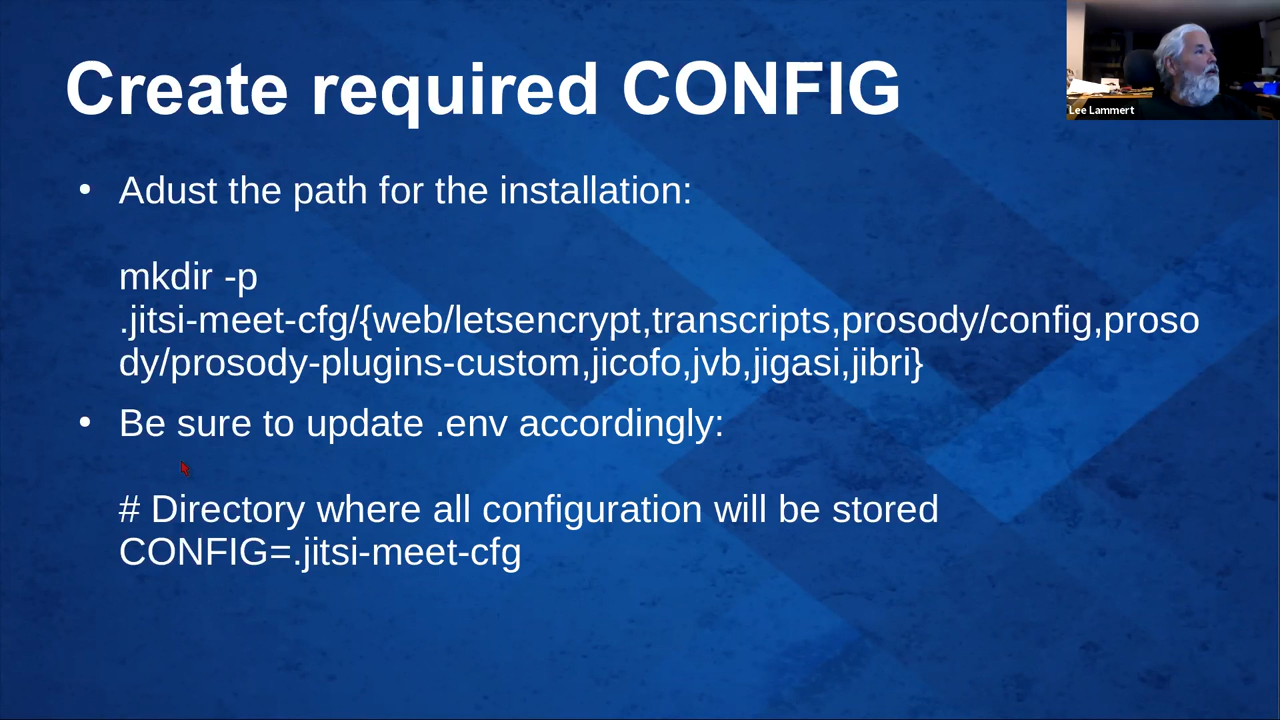 Create required CONFIG
Lee Lammert
• Adust the path for the installation:
mkdir -p
.jitsi-meet-cfg/{web/letsencrypt,transcripts,prosody/config,proso
dy/prosody-plugins-custom,jicofo,jvb,jigasi,jibri}
• Be sure to update .env accordingly:
# Directory where all configuration will be stored
CONFIG=.jitsi-meet-cfg